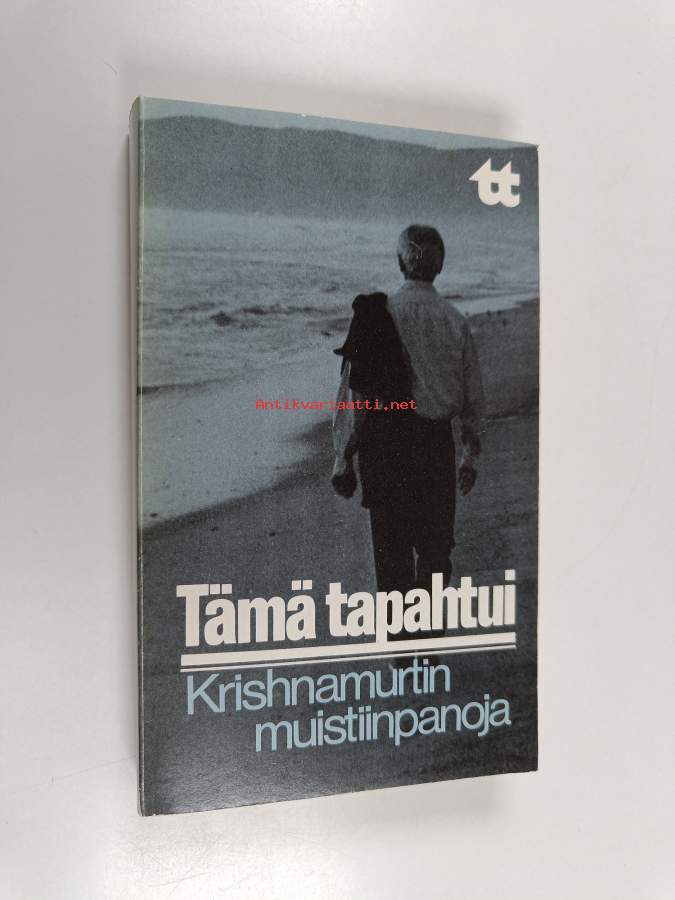 tt
Antikvariaatti.net
Tämä tapahtui
Krishnamurtin
muistiinpanoja